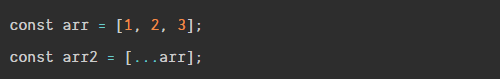 const arr = [1, 2, 3];
const arr2 = [...arr];